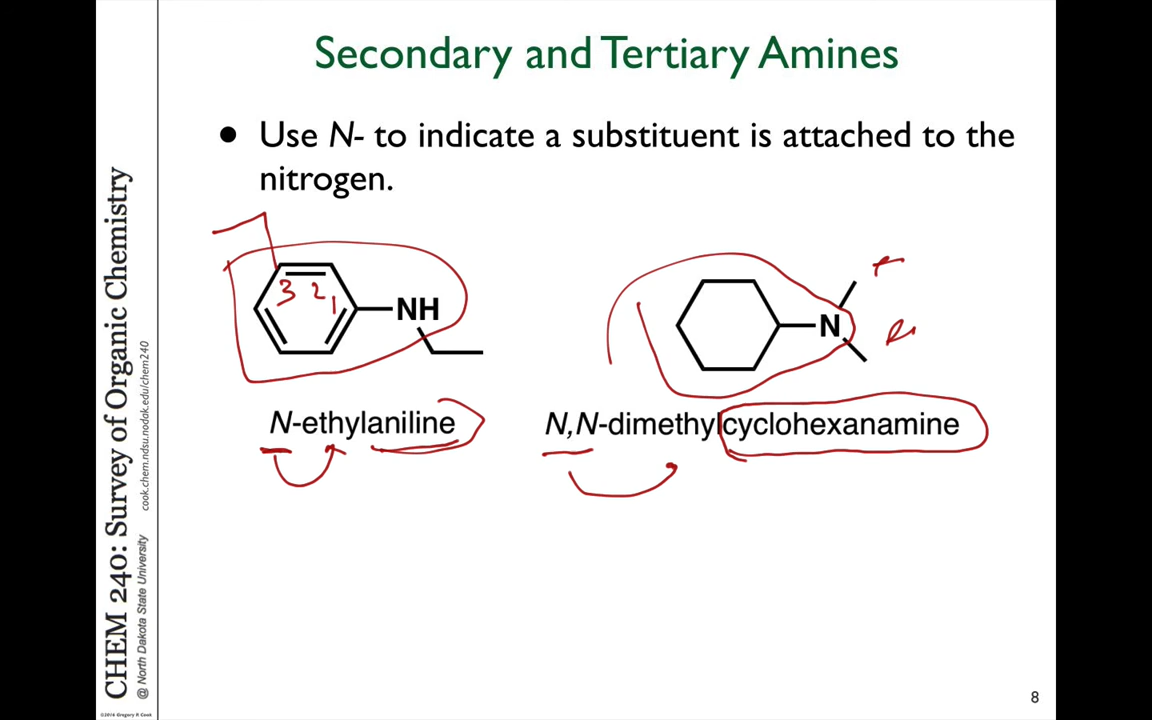 Secondary and Tertiary Amines
● Use N- to indicate a substituent is attached to the
nitrogen.
3 2 1
NH
N
N-ethylaniline
N,N-dimethylcyclohexanamine
CHEM 240: Survey of Organic Chemistry
@ North Dakota State University
cook.chem.ndsu.nodak.edu/chem240
©2016 Gregory R Cook
8